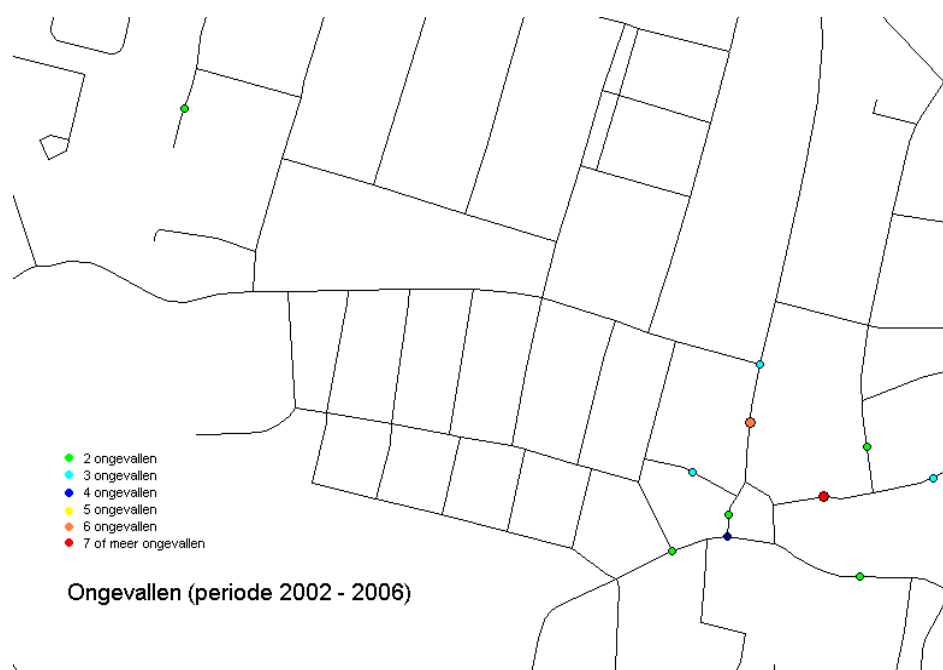 2 ongevallen
3 ongevallen
4 ongevallen
5 ongevallen
6 ongevallen
7 of meer ongevallen
Ongevallen (periode 2002 - 2006)